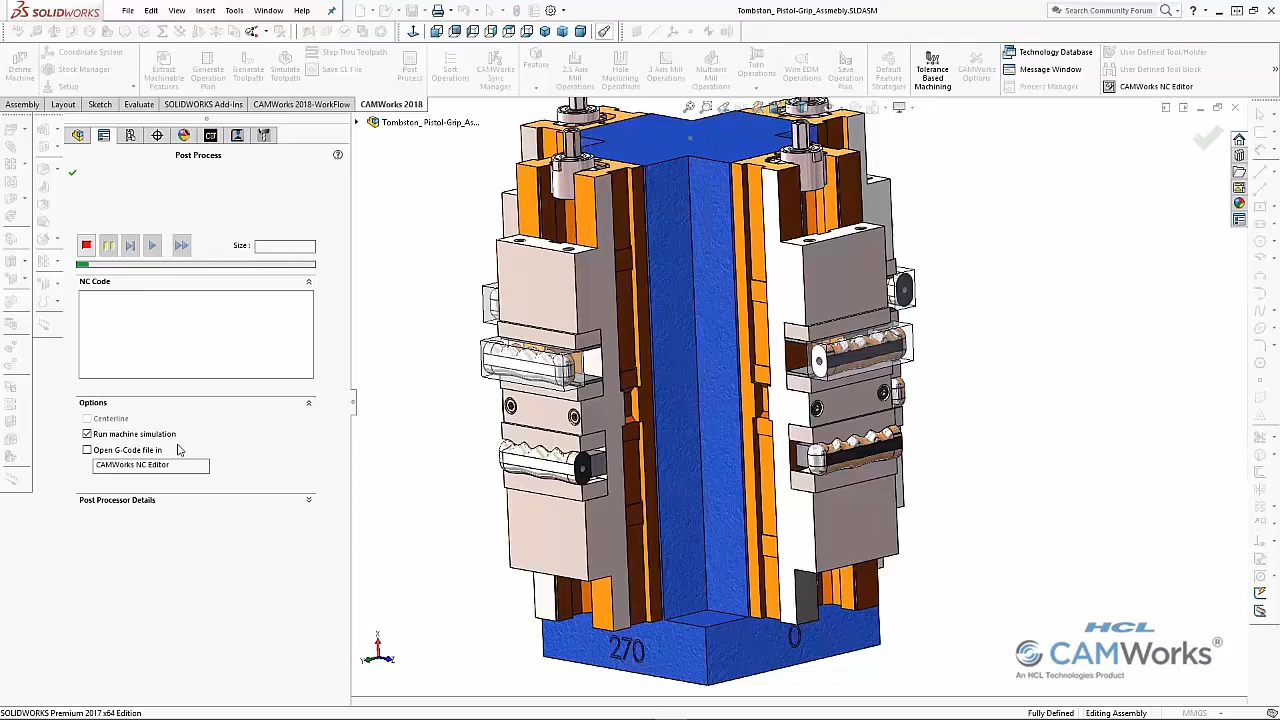 SOLIDWORKS
File Edit View Insert Tools Window Help
Tombston_Pistol-Grip_Assmebly.SLDASM
Search Community Forum
Define Machine
Coordinate System
Stock Manager
Setup
Extract Machinable Features
Generate Operation Plan
Generate Toolpath
Simulate Toolpath
Step Thru Toolpath
Save CL File
Post Process
Sort Operations
CAMWorks Sync Manager
Feature
2.5 Axis Mill Operations
Hole Machining Operations
3 Axis Mill Operations
Multiaxis Mill Operations
Turn Operations
Wire EDM Operations
Save Operation Plan
Default Feature Strategies
Tolerance Based Machining
CAMWorks Options
Technology Database
Message Window
Process Manager
User Defined Tool/Holder
User Defined Tool Block
CAMWorks NC Editor
Assembly Layout Sketch Evaluate SOLIDWORKS Add-Ins CAMWorks 2018-WorkFlow CAMWorks 2018
Tombston_Pistol-Grip_As...
Post Process
Size :
NC Code
Options
Centerline
Run machine simulation
Open G-Code file in
CAMWorks NC Editor
Post Processor Details
270
0
X
Y
Z
HCL
CAMWorks®
An HCL Technologies Product
SOLIDWORKS Premium 2017 x64 Edition
Fully Defined Editing Assembly MMGS